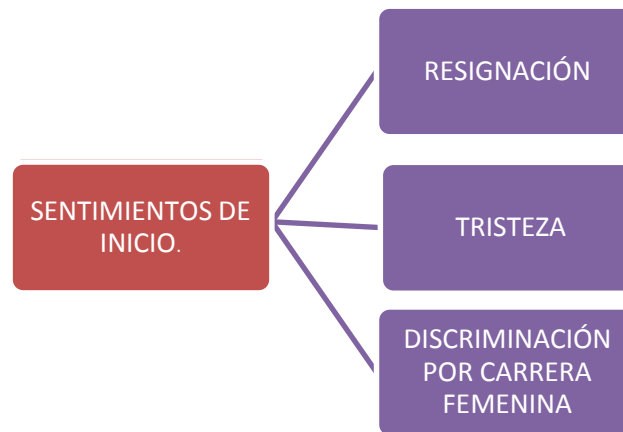 SENTIMIENTOS DE
INICIO.
RESIGNACIÓN
TRISTEZA
DISCRIMINACIÓN
POR CARRERA
FEMENINA